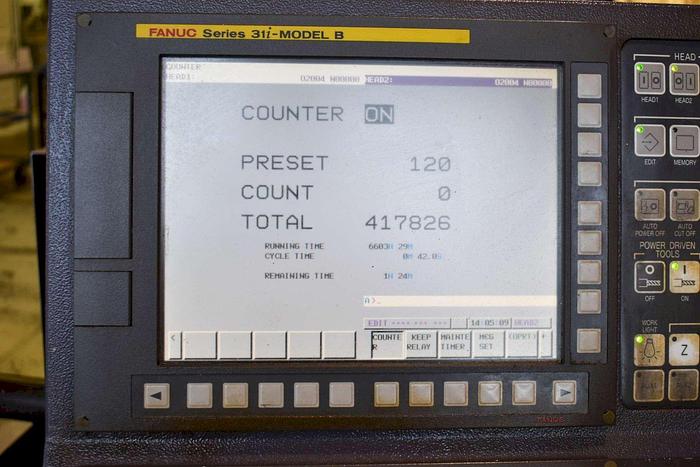 FANUC Series 31i-MODEL B
COUNTER
HEAD1: O2004 N00000 HEAD2: O2004 N00000
COUNTER ON
PRESET 120
COUNT 0
TOTAL 417826
RUNNING TIME 6603H 29M
CYCLE TIME 0M 42.0S
REMAINING TIME 1H 24M
A>_
EDIT **** *** *** 14:05:09 HEAD2
< COUNTE R KEEP RELAY MAINTE TIMER MCG SET (OPRT) +
FANUC
HEAD
HEAD1 HEAD2
EDIT MEMORY
AUTO POWER OFF AUTO CUT OFF
POWER DRIVEN TOOLS
O I
OFF ON
WORK LIGHT
Z